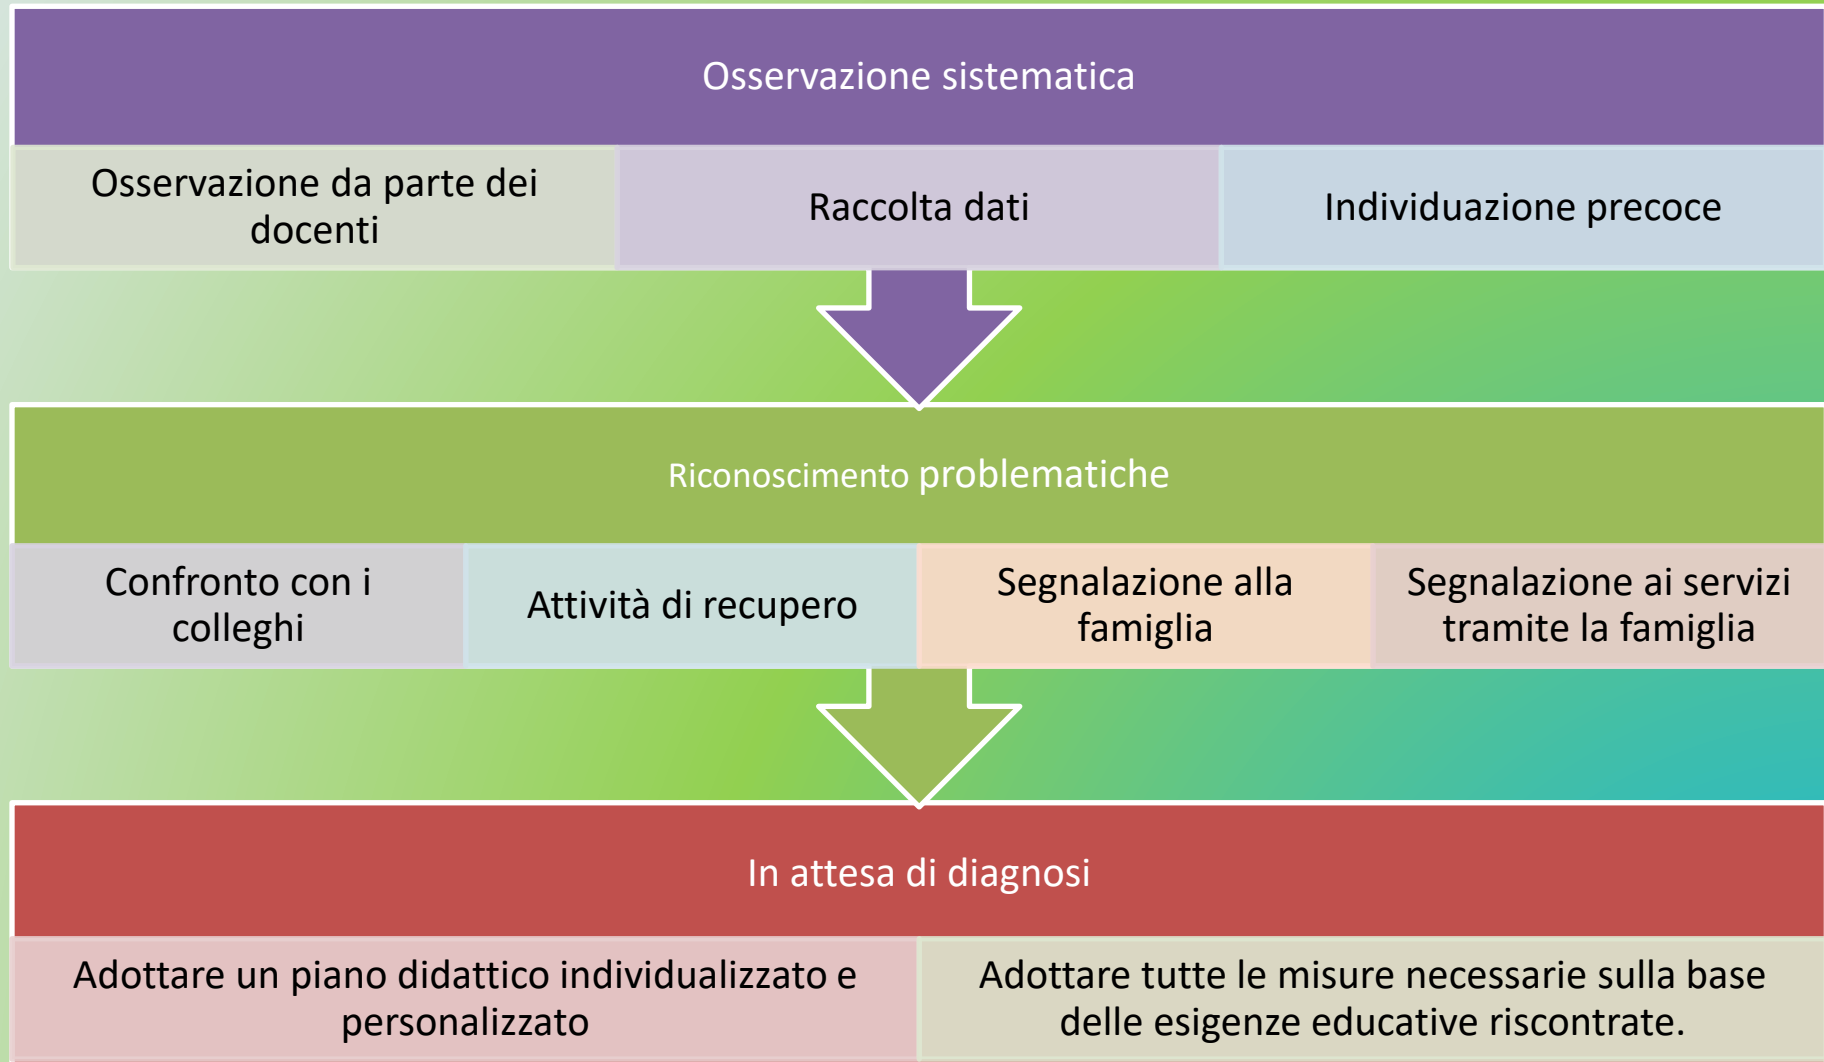 Osservazione sistematica
Osservazione da parte dei
docenti
Raccolta dati
Individuazione precoce
Riconoscimento problematiche
Confronto con i
colleghi
Attività di recupero
Segnalazione alla
famiglia
Segnalazione ai servizi
tramite la famiglia
In attesa di diagnosi
Adottare un piano didattico individualizzato e
personalizzato
Adottare tutte le misure necessarie sulla base
delle esigenze educative riscontrate.